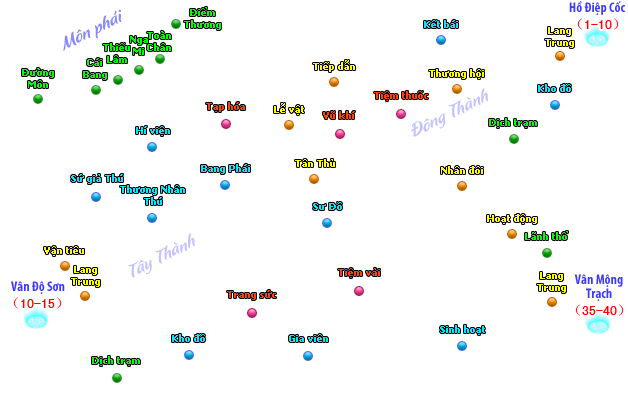 Hồ Điệp Cốc
(1-10)
Môn phái
Điểm
Thương
Kết bái
Lang
Trung
Toàn
Chân
Nga
Mi
Thiếu
Lâm
Cái
Bang
Đường
Môn
Tiếp dẫn
Thương hội
Kho đồ
Tạp hóa
Lễ vật
Vũ khí
Tiệm thuốc
Đông Thành
Dịch trạm
Hí viện
Sứ giả Thú
Thương Nhân
Thú
Bang Phái
Tân Thủ
Nhân đôi
Sư Đồ
Hoạt động
Lãnh thổ
Tây Thành
Vận tiêu
Lang
Trung
Vân Độ Sơn
(10-15)
Tiệm vải
Trang sức
Lang
Trung
Vân Mộng
Trạch
(35-40)
Kho đồ
Gia viên
Sinh hoạt
Dịch trạm